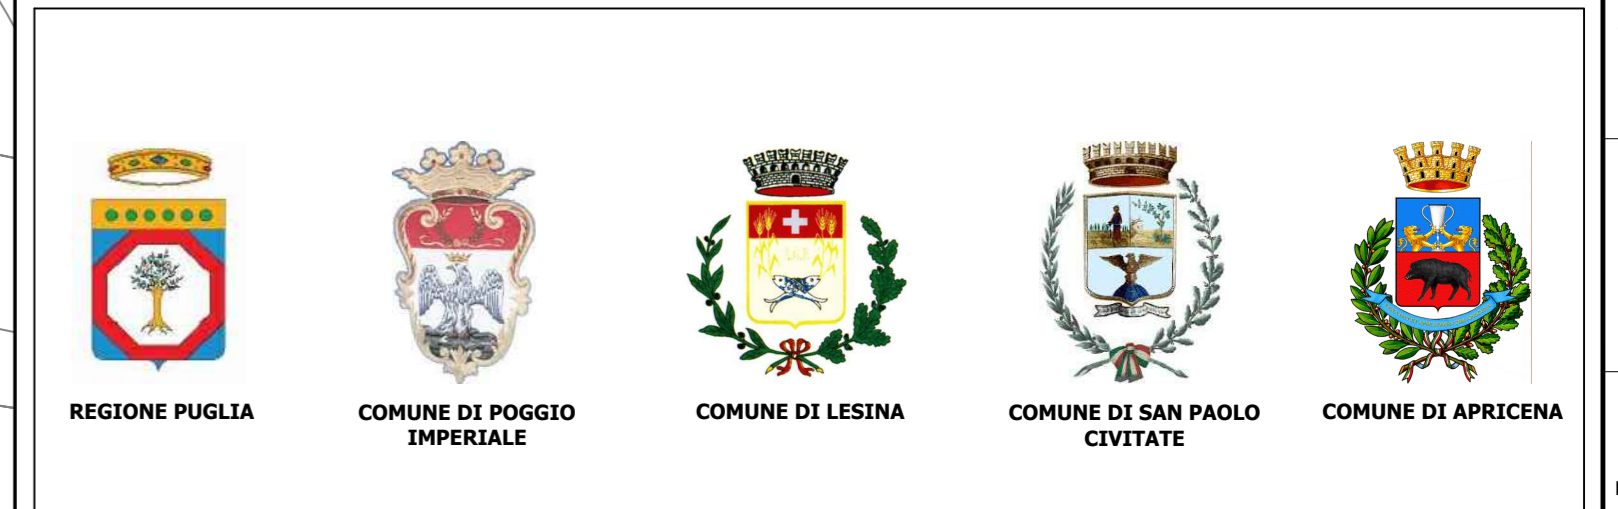 REGIONE PUGLIA
COMUNE DI POGGIO
IMPERIALE
COMUNE DI LESINA
COMUNE DI SAN PAOLO
CIVITATE
COMUNE DI APRICENA